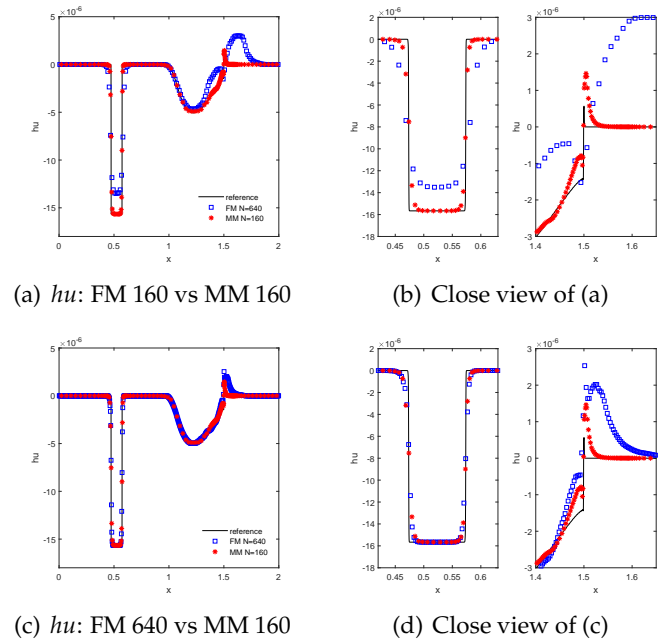 ×10⁻⁶
5
0
-5
-10
-15
hu
reference
FM N=640
MM N=160
0 0.5 1 1.5 2
x
×10⁻⁶
2
0
-2
-4
-6
-8
-10
-12
-14
-16
-18
hu
0.45 0.5 0.55 0.6
x
×10⁻⁶
3
2
1
0
-1
-2
-3
hu
1.4 1.5 1.6
x
(a) hu: FM 160 vs MM 160
(b) Close view of (a)
×10⁻⁶
5
0
-5
-10
-15
hu
reference
FM N=640
MM N=160
0 0.5 1 1.5 2
x
×10⁻⁶
2
0
-2
-4
-6
-8
-10
-12
-14
-16
-18
hu
0.45 0.5 0.55 0.6
x
×10⁻⁶
3
2
1
0
-1
-2
-3
hu
1.4 1.5 1.6
x
(c) hu: FM 640 vs MM 160
(d) Close view of (c)